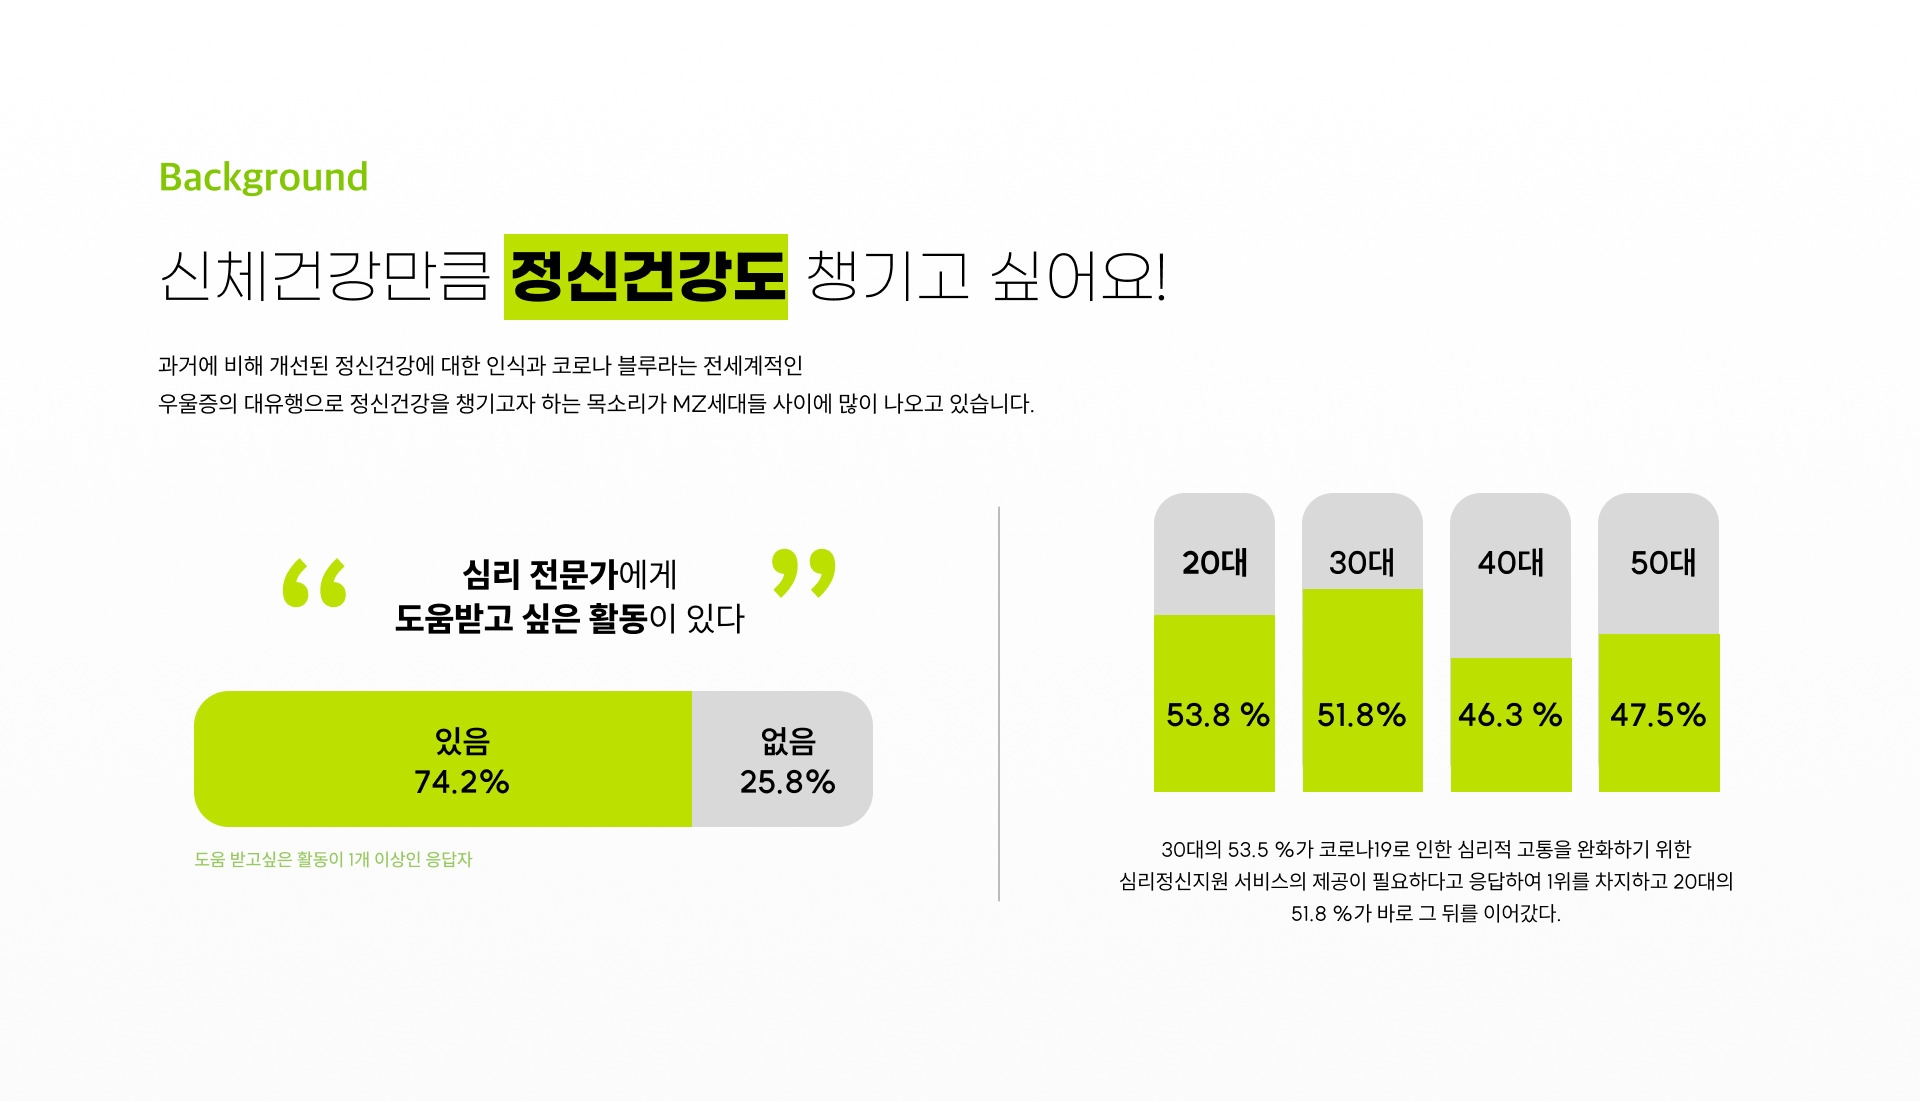 Background
신체건강만큼 정신건강도 챙기고 싶어요!
과거에 비해 개선된 정신건강에 대한 인식과 코로나 블루라는 전세계적인
우울증의 대유행으로 정신건강을 챙기고자 하는 목소리가 MZ세대들 사이에 많이 나오고 있습니다.
“ 심리 전문가에게 ”
도움받고 싶은 활동이 있다
있음 없음
74.2% 25.8%
도움 받고싶은 활동이 1개 이상인 응답자
20대 30대 40대 50대
53.8 % 51.8% 46.3 % 47.5%
30대의 53.5 %가 코로나19로 인한 심리적 고통을 완화하기 위한
심리정신지원 서비스의 제공이 필요하다고 응답하여 1위를 차지하고 20대의
51.8 %가 바로 그 뒤를 이어갔다.